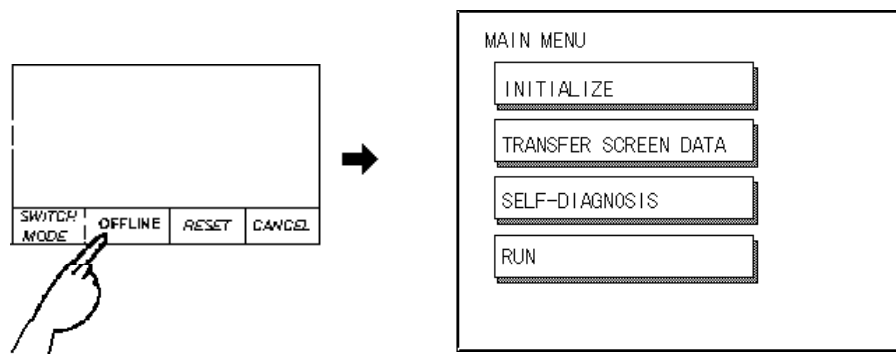 SWITCH
MODE
OFFLINE
RESET
CANCEL
MAIN MENU
INITIALIZE
TRANSFER SCREEN DATA
SELF-DIAGNOSIS
RUN